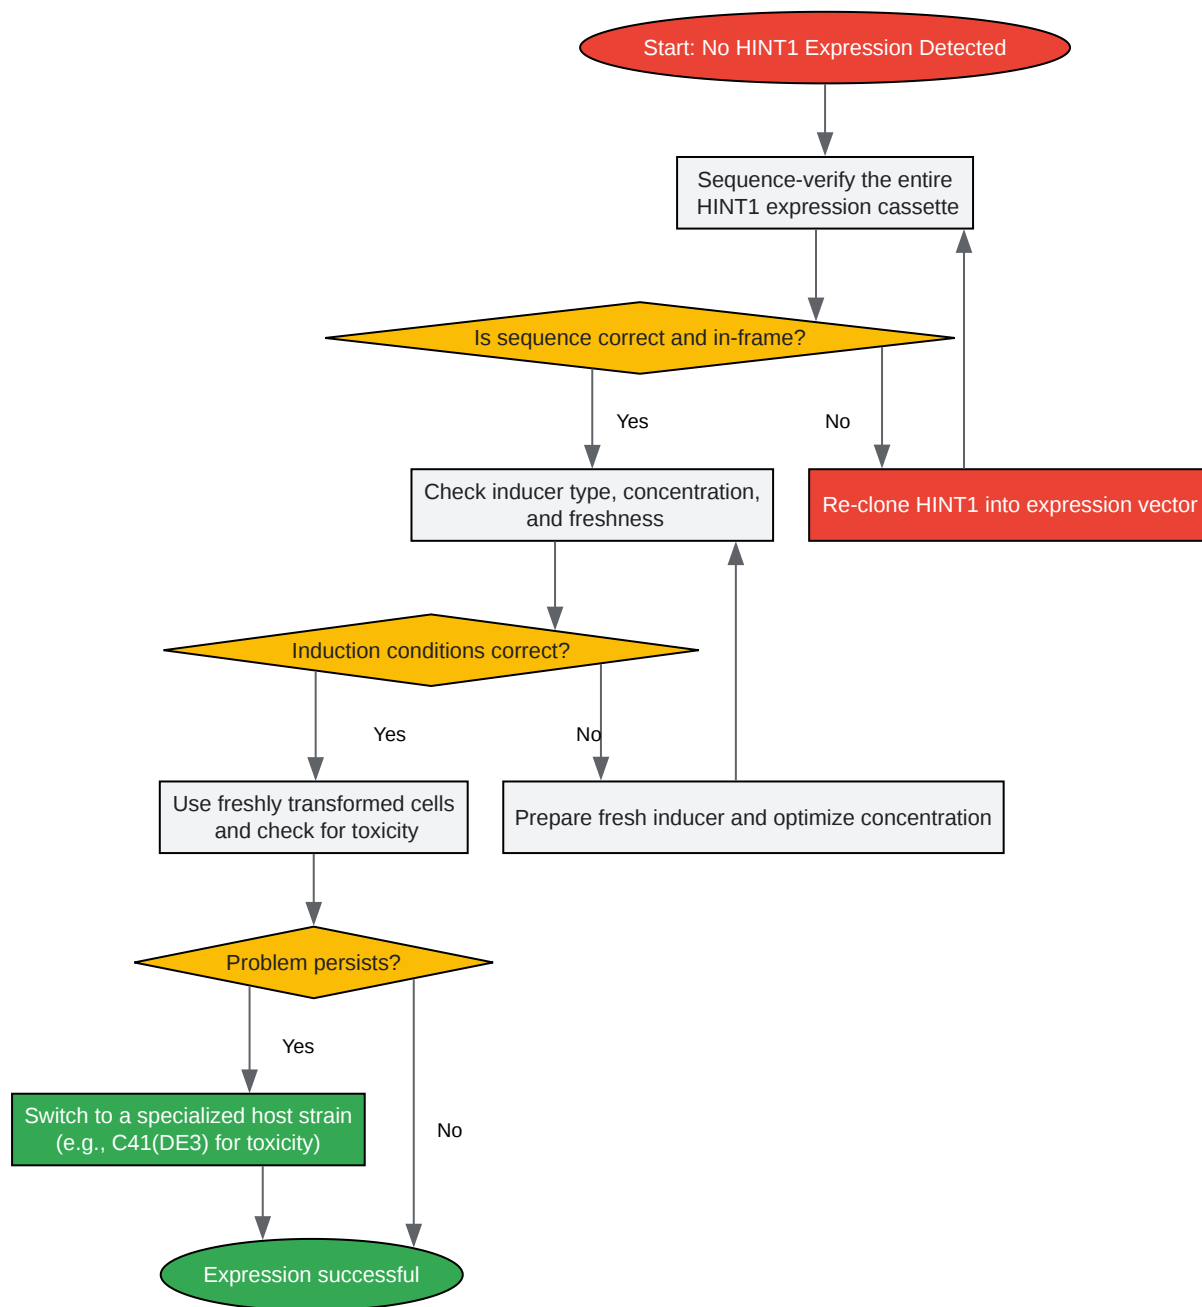 Start: No HINT1 Expression Detected
Sequence-verify the entire
HINT1 expression cassette
Is sequence correct and in-frame?
Yes
No
Check inducer type, concentration,
and freshness
Re-clone HINT1 into expression vector
Induction conditions correct?
Yes
No
Use freshly transformed cells
and check for toxicity
Prepare fresh inducer and optimize concentration
Problem persists?
Yes
Switch to a specialized host strain
(e.g., C41(DE3) for toxicity)
No
Expression successful